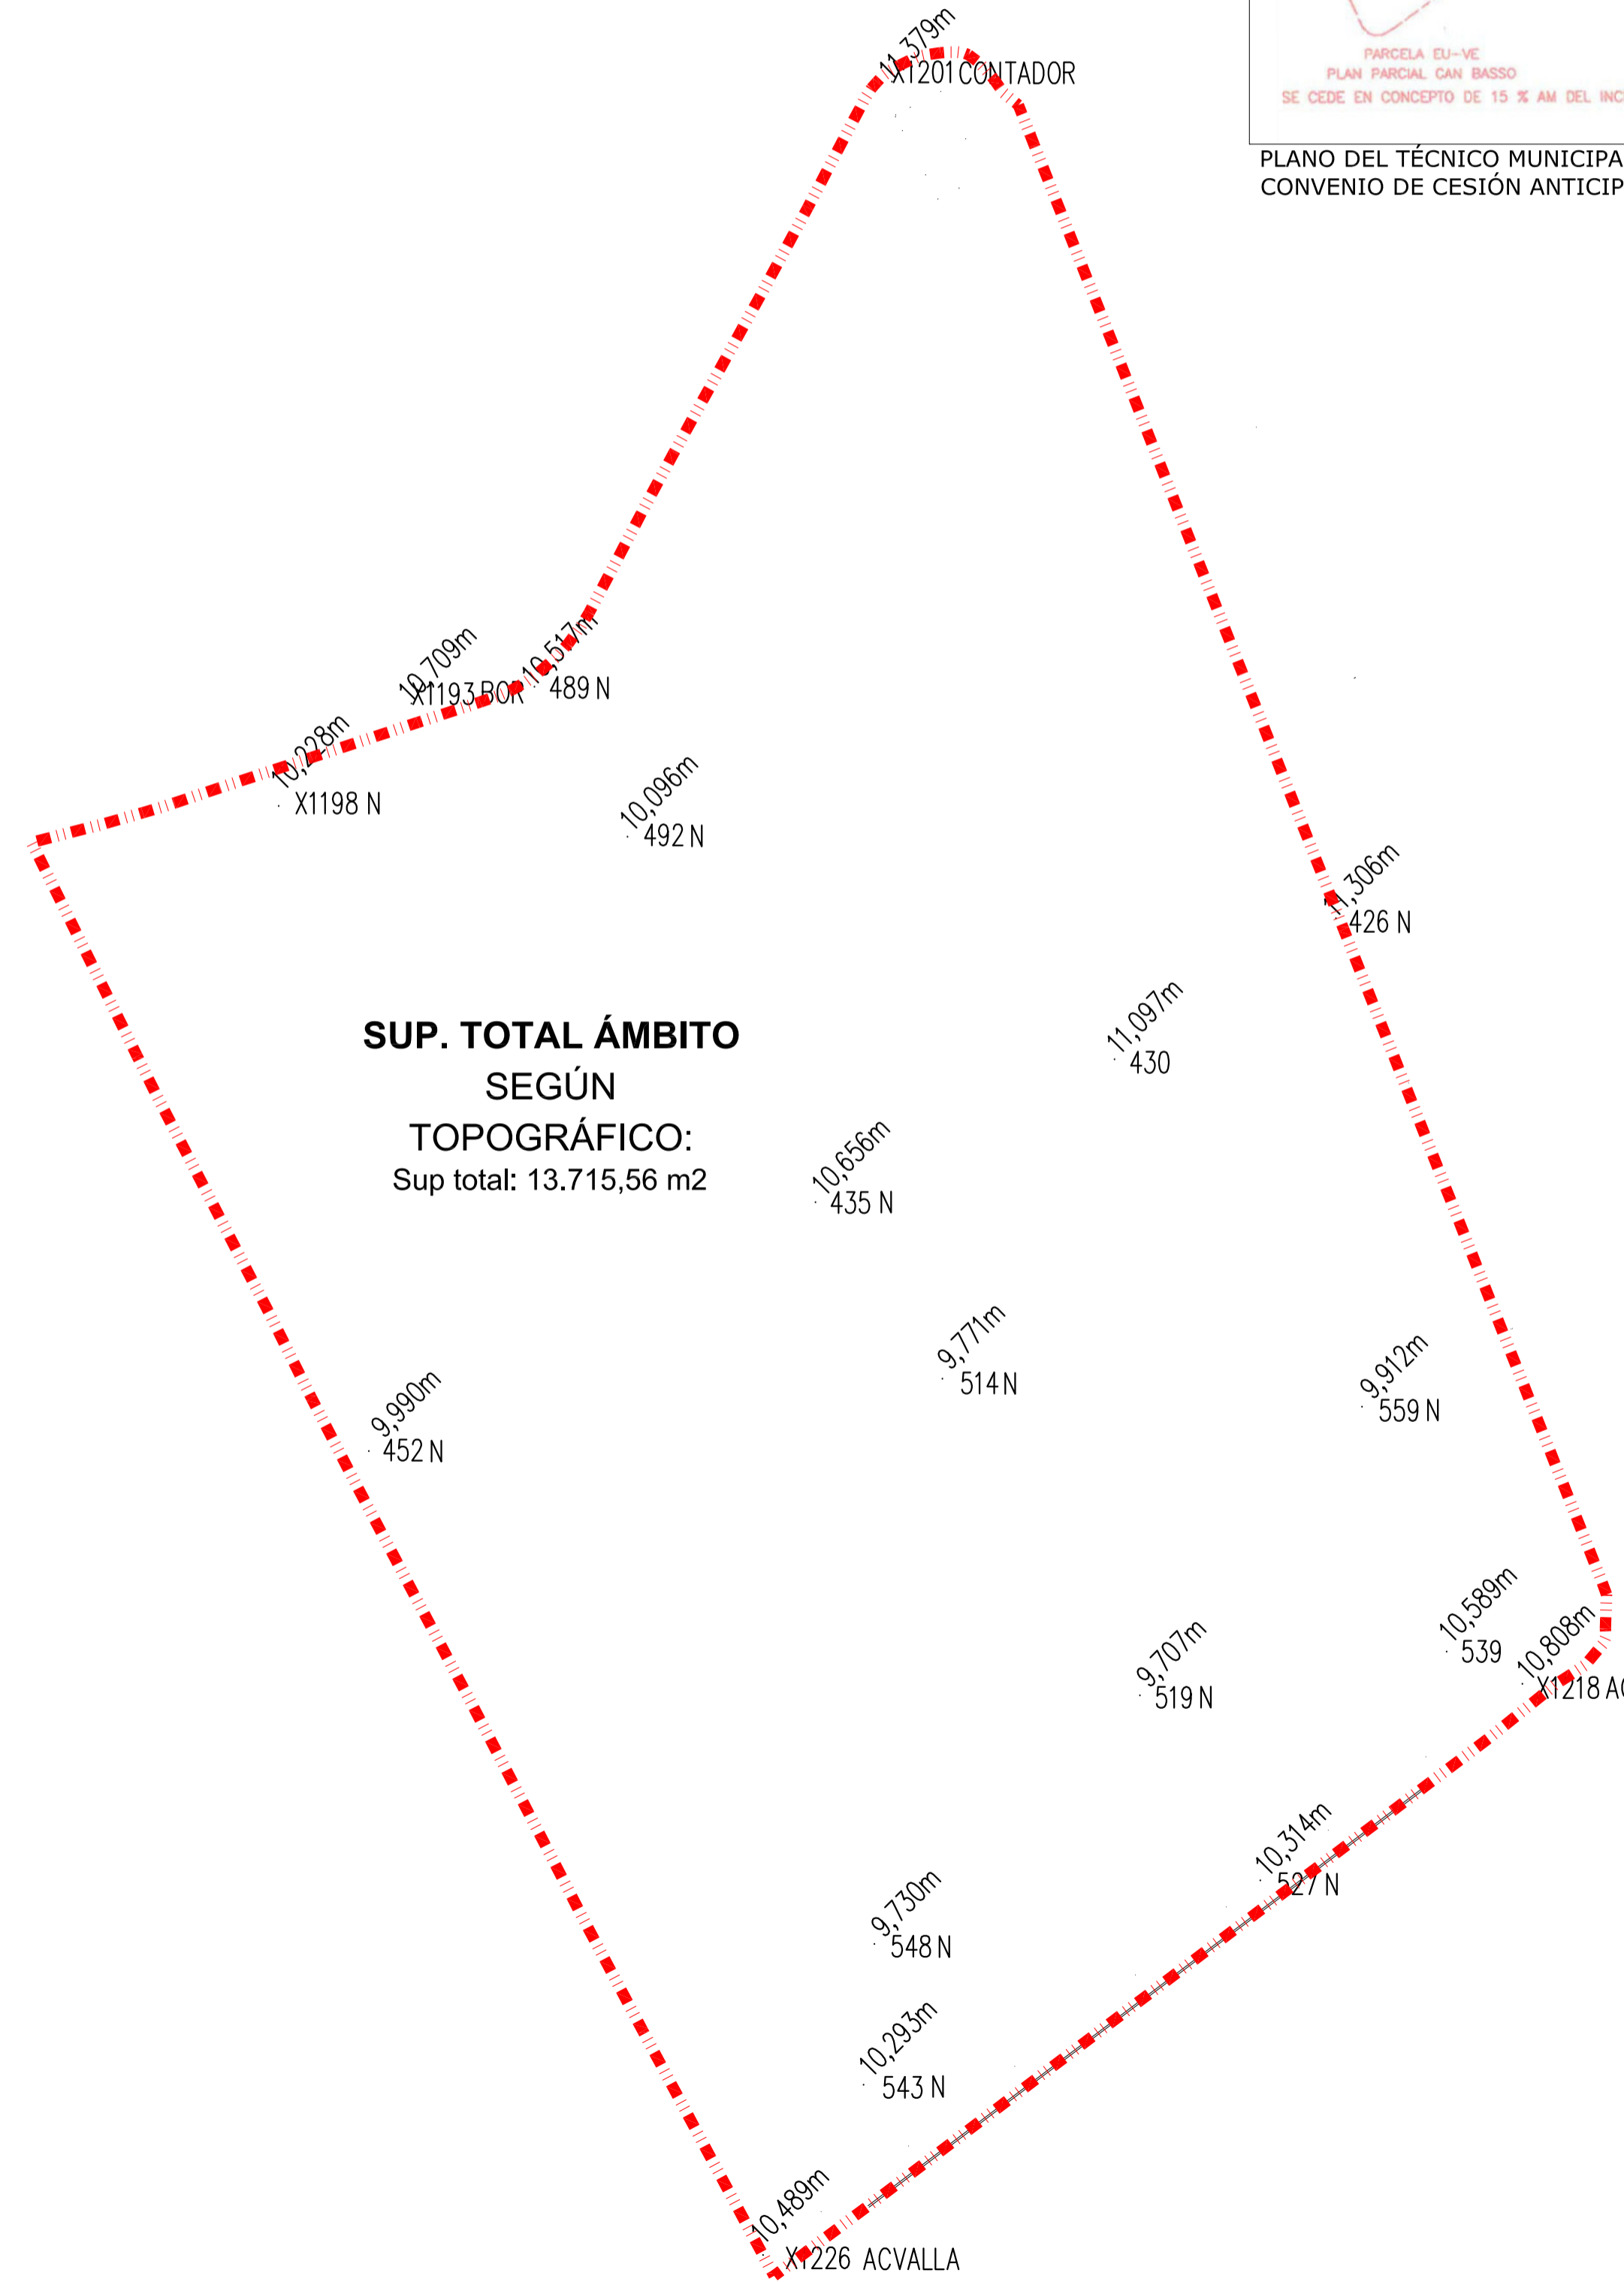 11,379m
X1201 CONTADOR
PARCELA EU-VE
PLAN PARCIAL CAN BASSO
SE CEDE EN CONCEPTO DE 15 % AM DEL INC
PLANO DEL TÉCNICO MUNICIPA
CONVENIO DE CESIÓN ANTICIP
10,709m
X1193 BOR
10,517m
489 N
10,228m
X1198 N
10,096m
492 N
11,306m
426 N
SUP. TOTAL ÁMBITO
SEGÚN
TOPOGRÁFICO:
Sup total: 13.715,56 m2
11,097m
430
10,656m
435 N
9,771m
514 N
9,912m
559 N
9,990m
452 N
10,589m
539
10,808m
X1218 AC
9,707m
519 N
10,314m
527 N
9,730m
548 N
10,293m
543 N
10,489m
X1226 ACVALLA